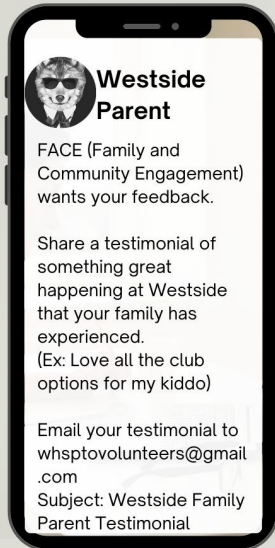 Westside
Parent
FACE (Family and
Community Engagement)
wants your feedback.
Share a testimonial of
something great
happening at Westside
that your family has
experienced.
(Ex: Love all the club
options for my kiddo)
Email your testimonial to
whsptovolunteers@gmail
.com
Subject: Westside Family
Parent Testimonial